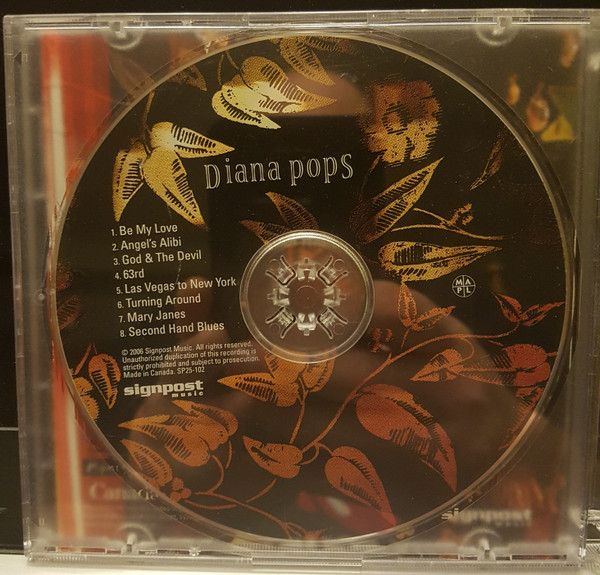 Diana pops
1. Be My Love
2. Angel's Alibi
3. God & The Devil
4. 63rd
5. Las Vegas to New York
6. Turning Around
7. Mary Janes
8. Second Hand Blues
© 2006 Signpost Music. All rights reserved.
Unauthorized duplication of this recording is
strictly prohibited and subject to prosecution.
Made in Canada. SP25-102
signpost
music
M A
P L
Canada
signpost